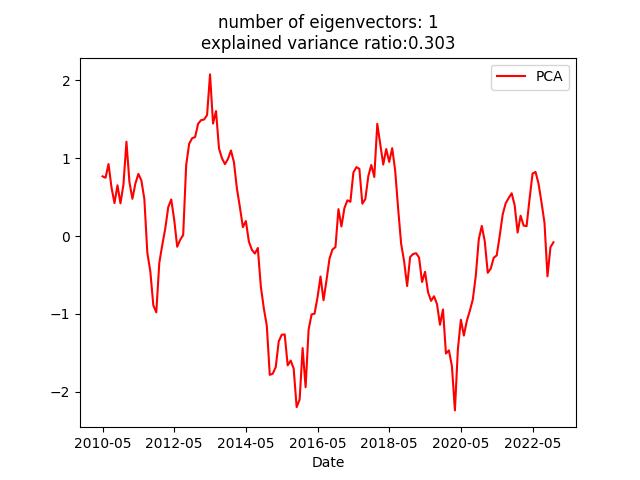 number of eigenvectors: 1
explained variance ratio:0.303
PCA
2
1
0
−1
−2
2010-05 2012-05 2014-05 2016-05 2018-05 2020-05 2022-05
Date